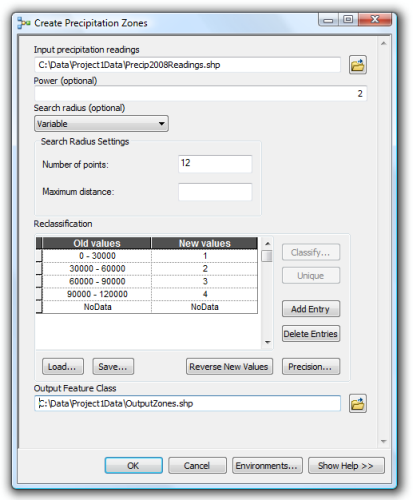 Create Precipitation Zones
Input precipitation readings
C:\Data\Project1Data\Precip2008Readings.shp
Power (optional)
2
Search radius (optional)
Variable
Search Radius Settings
Number of points: 12
Maximum distance:
Reclassification
Old values New values
0 - 30000 1
30000 - 60000 2
60000 - 90000 3
90000 - 120000 4
NoData NoData
Classify...
Unique
Add Entry
Delete Entries
Load... Save... Reverse New Values Precision...
Output Feature Class
C:\Data\Project1Data\OutputZones.shp
OK Cancel Environments... Show Help >>